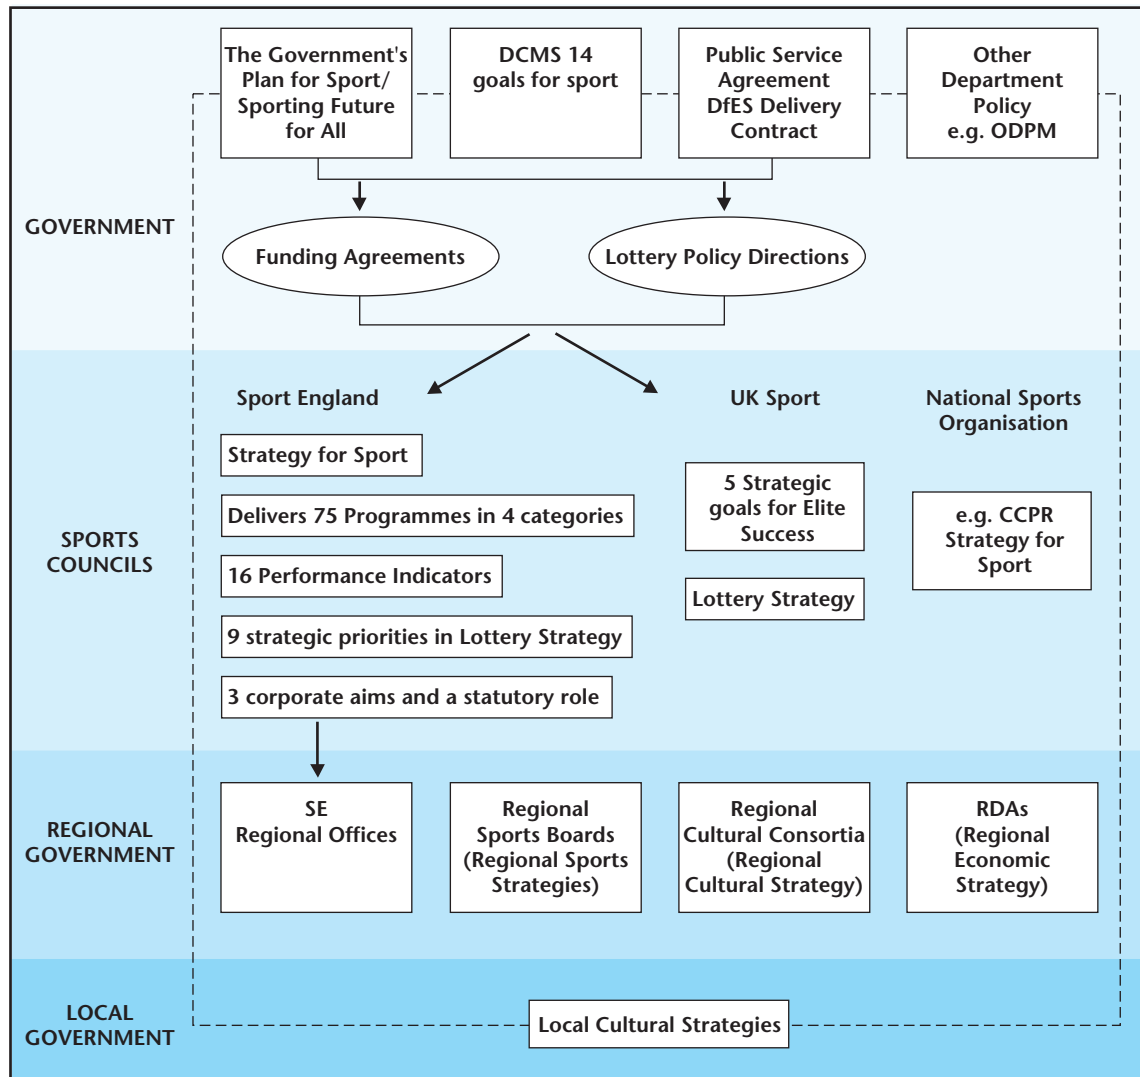 The Government's
Plan for Sport/
Sporting Future
for All
DCMS 14
goals for sport
Public Service
Agreement
DfES Delivery
Contract
Other
Department
Policy
e.g. ODPM
GOVERNMENT
Funding Agreements
Lottery Policy Directions
Sport England
UK Sport
National Sports
Organisation
Strategy for Sport
Delivers 75 Programmes in 4 categories
16 Performance Indicators
9 strategic priorities in Lottery Strategy
3 corporate aims and a statutory role
5 Strategic
goals for Elite
Success
Lottery Strategy
e.g. CCPR
Strategy for
Sport
SPORTS
COUNCILS
REGIONAL
GOVERNMENT
SE
Regional Offices
Regional
Sports Boards
(Regional Sports
Strategies)
Regional
Cultural Consortia
(Regional
Cultural Strategy)
RDAs
(Regional
Economic
Strategy)
LOCAL
GOVERNMENT
Local Cultural Strategies